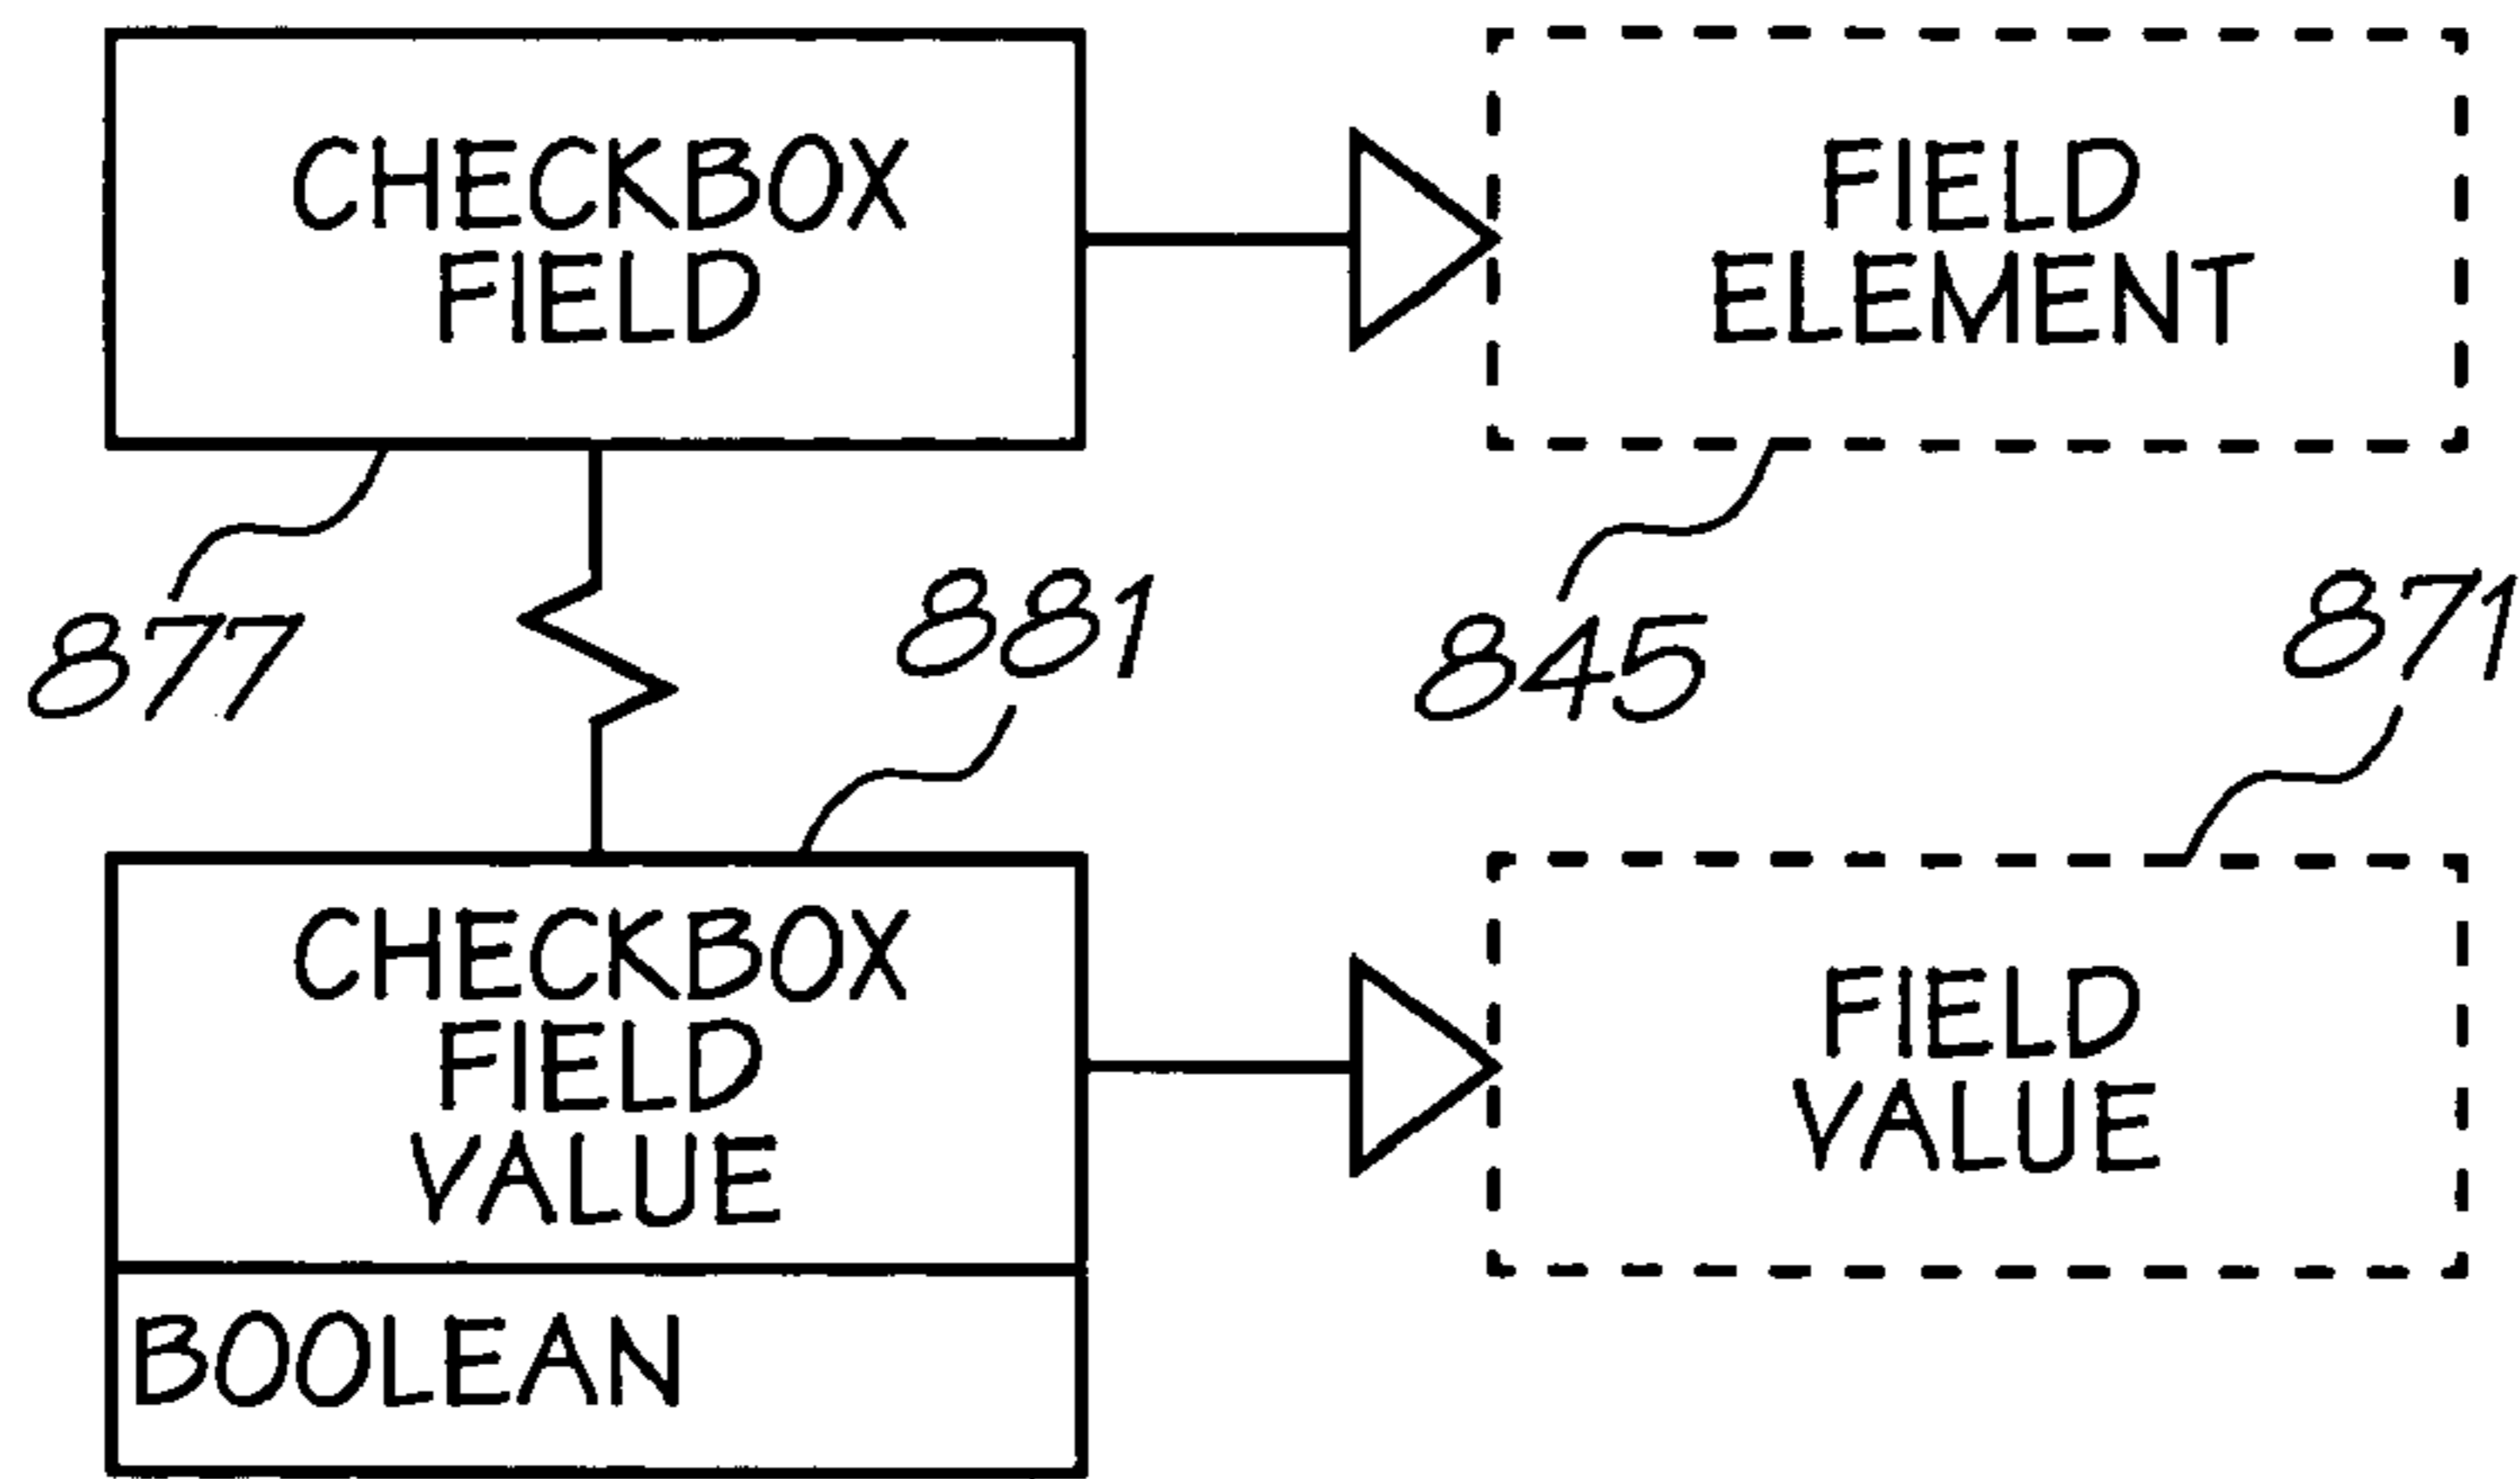 CHECKBOX
FIELD
FIELD
ELEMENT
877
881
845
871
CHECKBOX
FIELD
VALUE
BOOLEAN
FIELD
VALUE